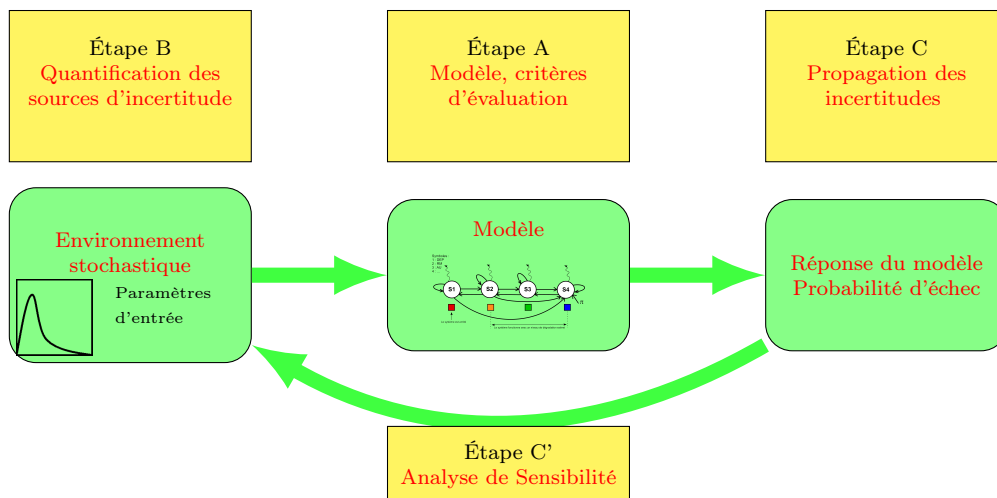 Étape B
Quantification des
sources d'incertitude
Étape A
Modèle, critères
d'évaluation
Étape C
Propagation des
incertitudes
Environnement
stochastique
Paramètres
d'entrée
Modèle
S1
S2
S3
S4
Réponse du modèle
Probabilité d'échec
Étape C'
Analyse de Sensibilité